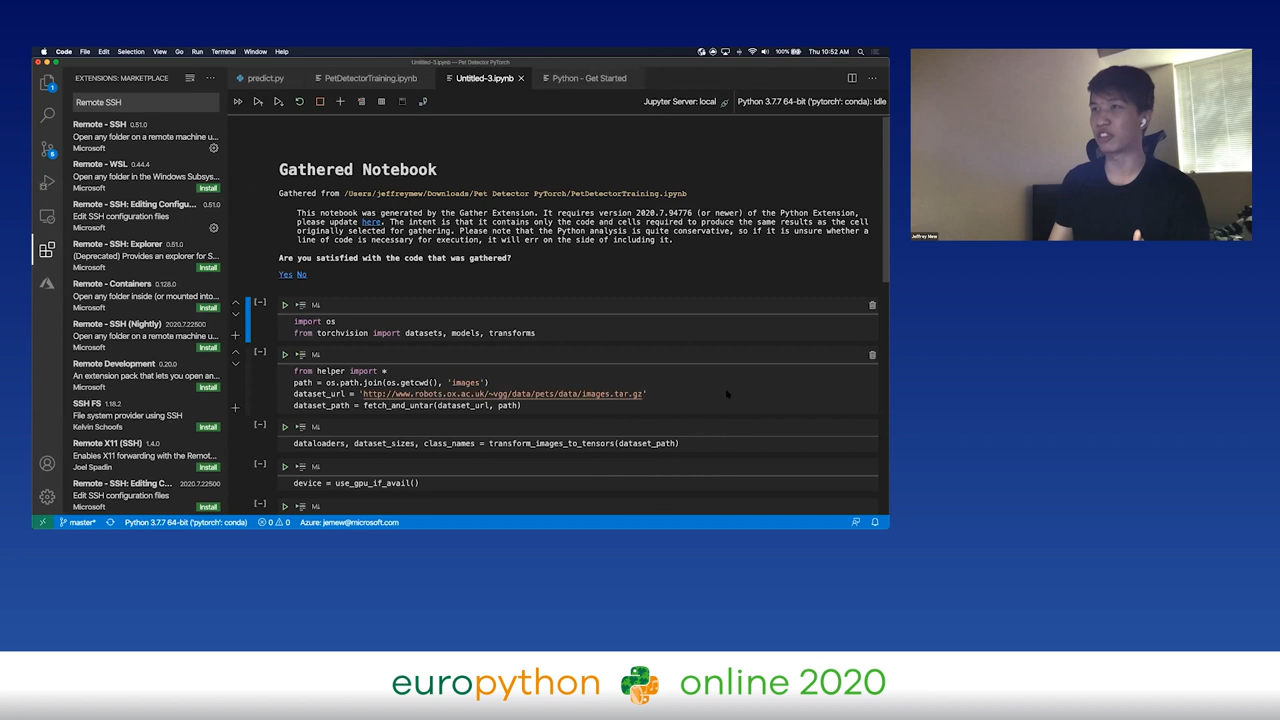 Code File Edit Selection View Go Run Terminal Window Help
100% Thu 10:52 AM
Untitled-3.ipynb — Pet Detector PyTorch
EXTENSIONS: MARKETPLACE
Remote SSH
Remote - SSH 0.51.0
Open any folder on a remote machine u...
Microsoft
Remote - WSL 0.44.4
Open any folder in the Windows Subsys...
Microsoft Install
Remote - SSH: Editing Configu... 0.51.0
Edit SSH configuration files
Microsoft
Remote - SSH: Explorer 0.51.0
(Deprecated) Provides an explorer for S...
Microsoft Install
Remote - Containers 0.128.0
Open any folder inside (or mounted into...
Microsoft Install
Remote - SSH (Nightly) 2020.7.22500
Open any folder on a remote machine u...
Microsoft Install
Remote Development 0.20.0
An extension pack that lets you open an...
Microsoft Install
SSH FS 1.18.2
File system provider using SSH
Kelvin Schoofs Install
Remote X11 (SSH) 1.4.0
Enables X11 forwarding with the Remot...
Joel Spadin Install
Remote - SSH: Editing C... 2020.7.22500
Edit SSH configuration files
Microsoft Install
predict.py PetDetectorTraining.ipynb Untitled-3.ipynb Python - Get Started
Jupyter Server: local Python 3.7.7 64-bit ('pytorch': conda): Idle
Gathered Notebook
Gathered from /Users/jeffreymew/Downloads/Pet Detector PyTorch/PetDetectorTraining.ipynb
This notebook was generated by the Gather Extension. It requires version 2020.7.94776 (or newer) of the Python Extension,
please update here. The intent is that it contains only the code and cells required to produce the same results as the cell
originally selected for gathering. Please note that the Python analysis is quite conservative, so if it is unsure whether a
line of code is necessary for execution, it will err on the side of including it.
Are you satisfied with the code that was gathered?
Yes No
[-] M↓
import os
from torchvision import datasets, models, transforms
[-] M↓
from helper import *
path = os.path.join(os.getcwd(), 'images')
dataset_url = 'http://www.robots.ox.ac.uk/~vgg/data/pets/data/images.tar.gz'
dataset_path = fetch_and_untar(dataset_url, path)
[-] M↓
dataloaders, dataset_sizes, class_names = transform_images_to_tensors(dataset_path)
[-] M↓
device = use_gpu_if_avail()
[-] M↓
master* Python 3.7.7 64-bit ('pytorch': conda) 0 0 Azure: jemew@microsoft.com
Jeffrey Mew
europython online 2020